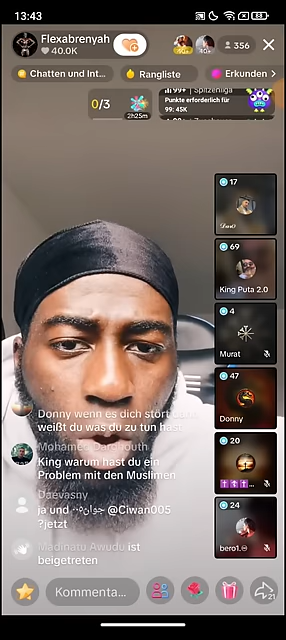 13:43
58
Flexabrenyah
40.0K
356
Chatten und Int...
Rangliste
Erkunden
0/3
2h25m
99+ | Spitzenliga
Punkte erforderlich für
99: 45K
17
69
King Puta 2.0
4
Murat
47
Donny
20
24
bero1.
Donny wenn es dich stört dann
weißt du was du zu tun hast
Mohamed Darghouth
King warum hast du ein
Problem mit den Muslimen
Daevasny
ja und @Ciwan005
?jetzt
Madinatu Awudu ist
beigetreten
Kommenta...
21